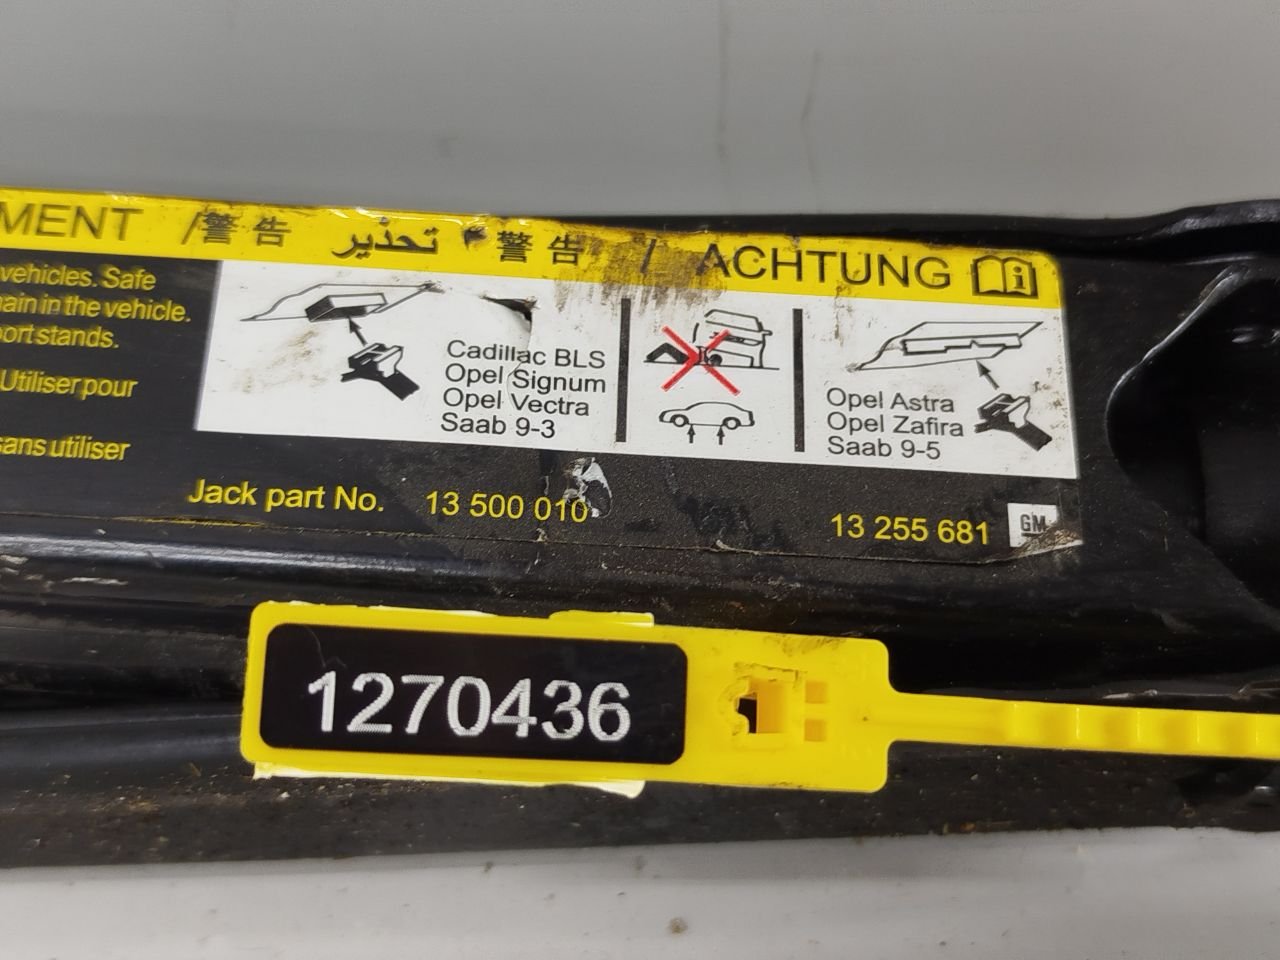 MENT /警告 تحذير 警告 / ACHTUNG
vehicles. Safe
in the vehicle.
stands.
Utiliser pour
sans utiliser
Cadillac BLS
Opel Signum
Opel Vectra
Saab 9-3
Opel Astra
Opel Zafira
Saab 9-5
Jack part No. 13 500 010 13 255 681 GM
1270436